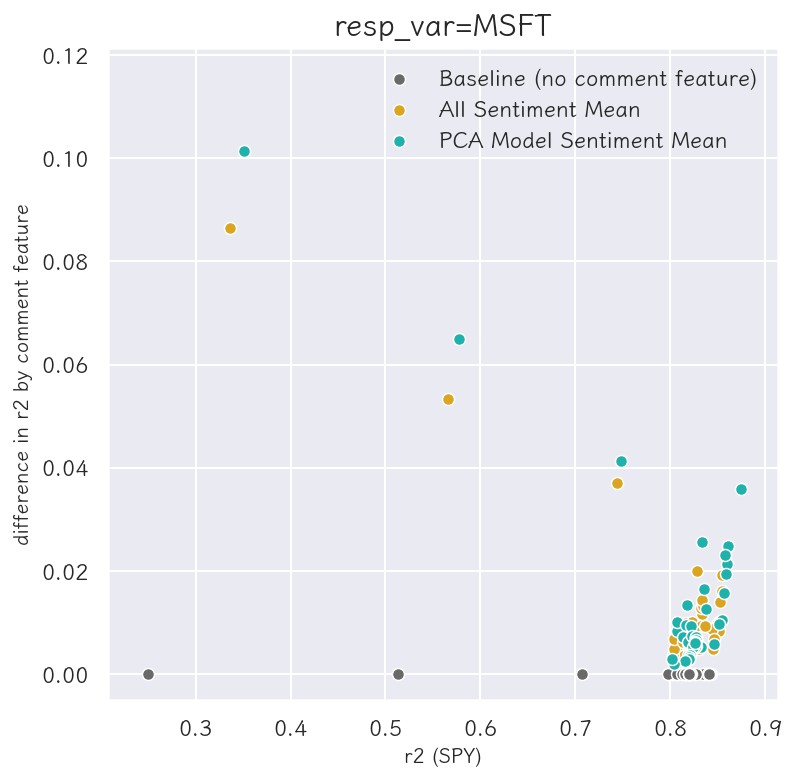 resp_var=MSFT
Baseline (no comment feature)
All Sentiment Mean
PCA Model Sentiment Mean
difference in r2 by comment feature
0.12
0.10
0.08
0.06
0.04
0.02
0.00
0.3 0.4 0.5 0.6 0.7 0.8 0.9
r2 (SPY)